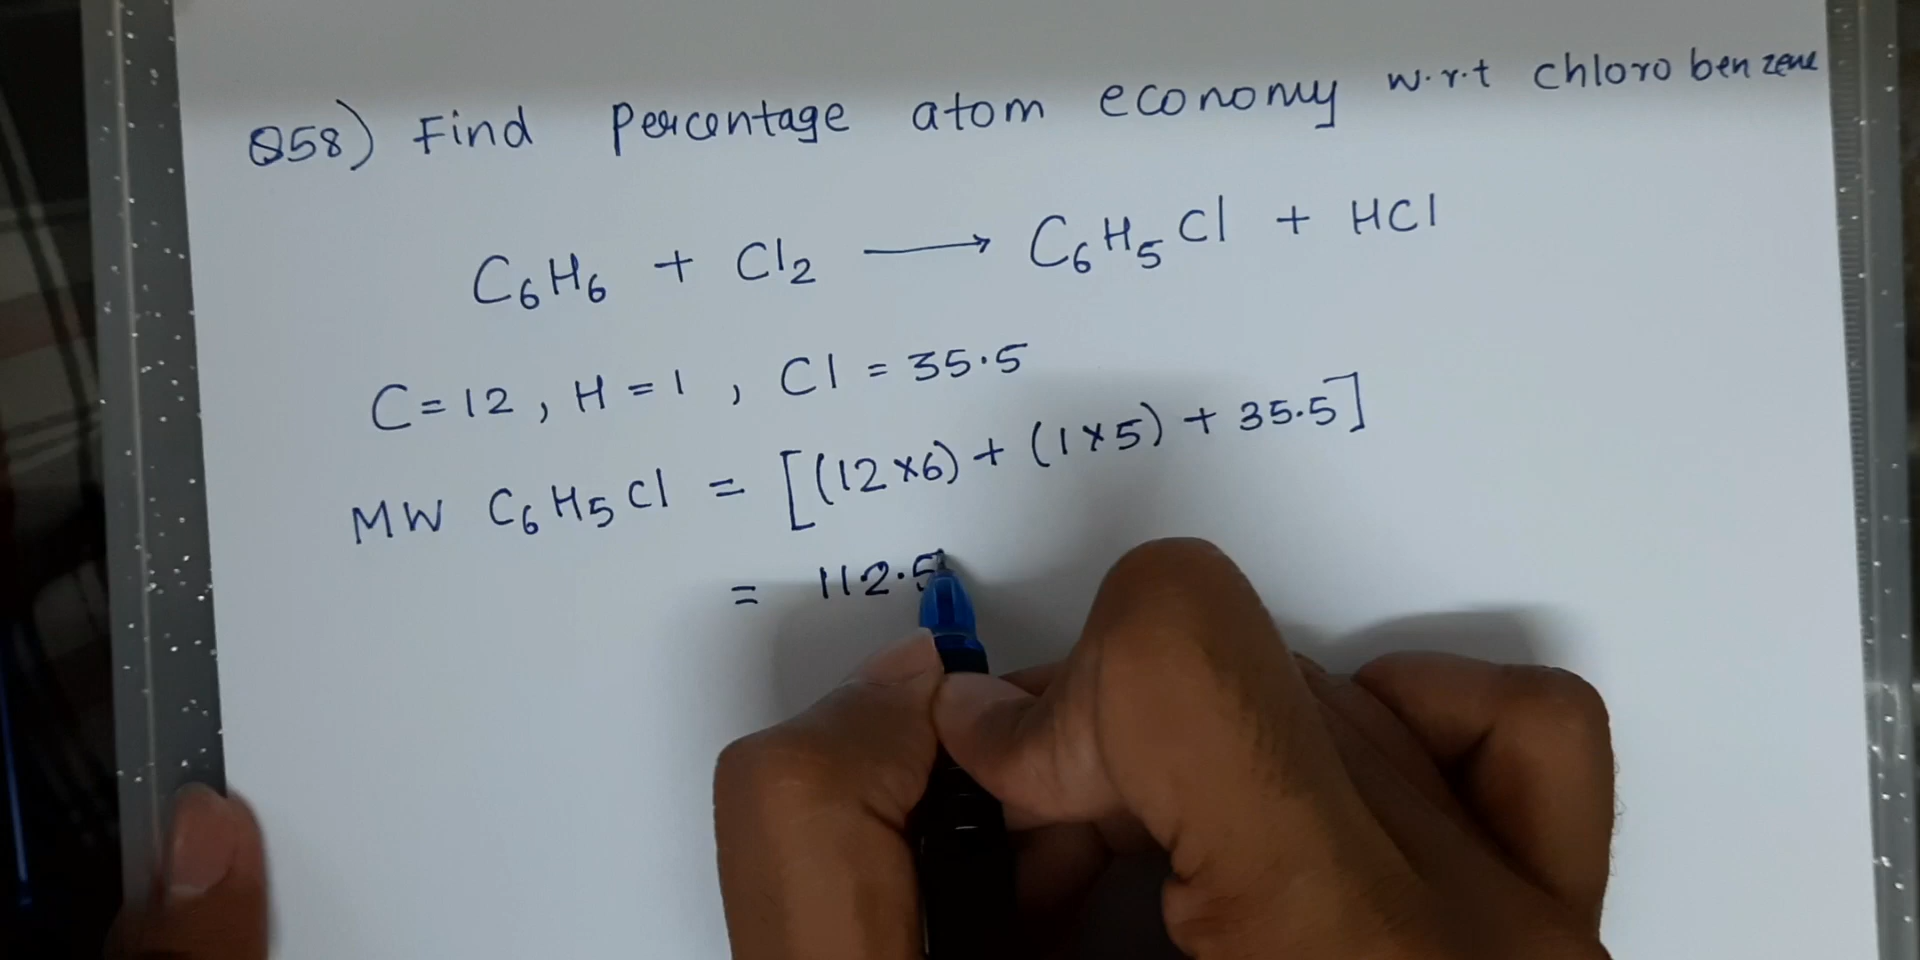 Q58) Find Percentage atom economy w.r.t chlorobenzene
C6H6 + Cl2 ⟶ C6H5Cl + HCl
C=12, H=1, Cl=35.5
MW C6H5Cl = [(12×6)+(1×5)+35.5]
= 112.5